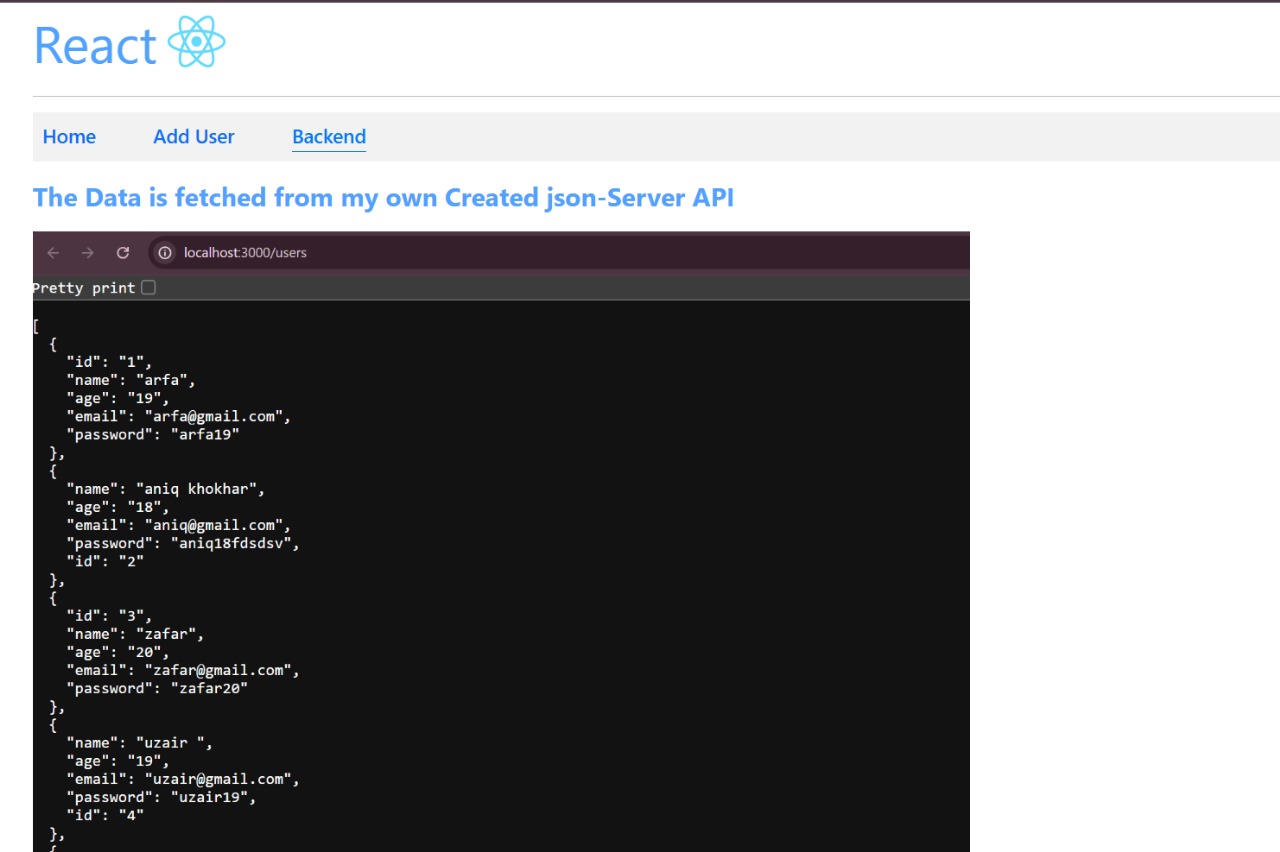 React
Home Add User Backend
The Data is fetched from my own Created json-Server API
localhost:3000/users
Pretty print
[
{
"id": "1",
"name": "arfa",
"age": "19",
"email": "arfa@gmail.com",
"password": "arfa19"
},
{
"name": "aniq khokhar",
"age": "18",
"email": "aniq@gmail.com",
"password": "aniq18fdsdsv",
"id": "2"
},
{
"id": "3",
"name": "zafar",
"age": "20",
"email": "zafar@gmail.com",
"password": "zafar20"
},
{
"name": "uzair ",
"age": "19",
"email": "uzair@gmail.com",
"password": "uzair19",
"id": "4"
},
{